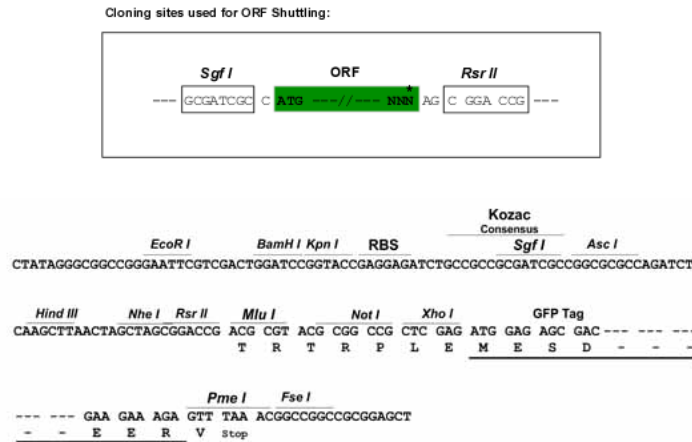 Cloning sites used for ORF Shuttling:
Sgf I ORF Rsr II
*
--- GCGATCGC C ATG ---//--- NNN AG C GGA CCG ---
Kozac
Consensus
EcoR I BamH I Kpn I RBS Sgf I Asc I
CTATAGGGCGGCCGGGAATTCGTCGACTGGATCCGGTACCGAGGAGATCTGCCGCCGCGATCGCCGGCGCGCCAGATCT
Hind III Nhe I Rsr II Mlu I Not I Xho I GFP Tag
CAAGCTTAACTAGCTAGCGGACCG ACG CGT ACG CGG CCG CTC GAG ATG GAG AGC GAC --- --- ---
T R T R P L E M E S D - - -
Pme I Fse I
--- --- GAA GAA AGA GTT TAA ACGGCCGGCCGCGGAGCT
- - E E R V Stop